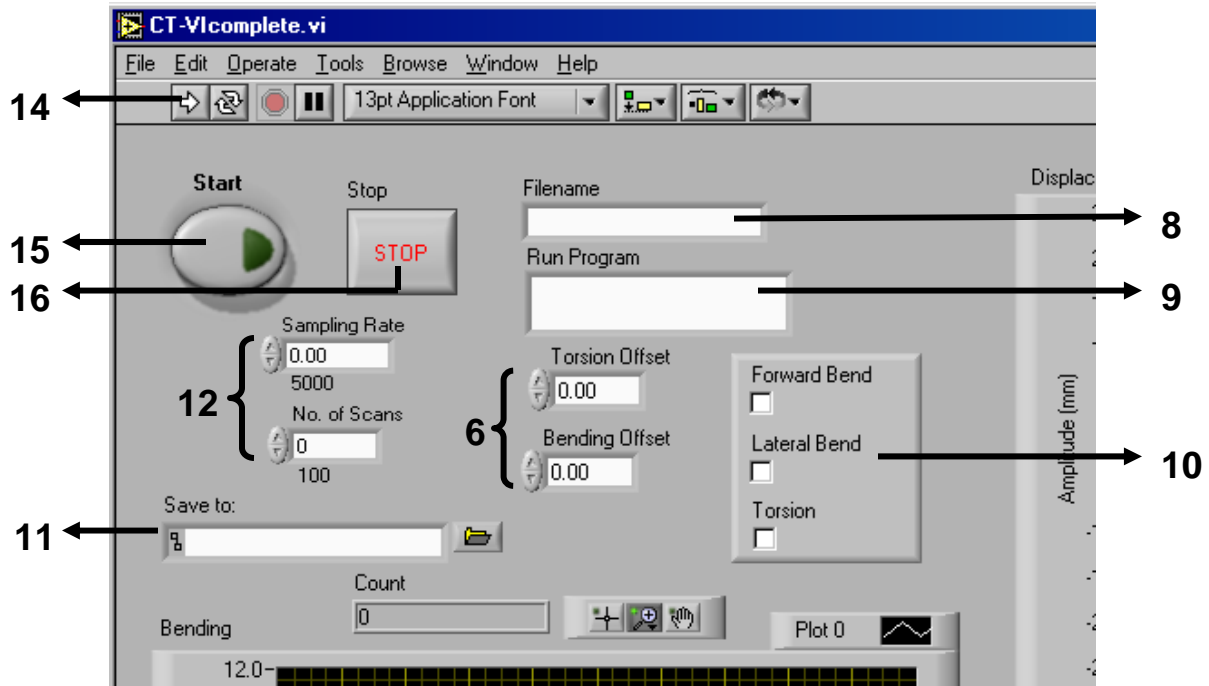 CT-VIcomplete.vi
File Edit Operate Tools Browse Window Help
14
13pt Application Font
Start
Stop
Filename
Displac
8
15
STOP
Run Program
16
9
Sampling Rate
0.00
5000
12
No. of Scans
0
100
Torsion Offset
0.00
6
Bending Offset
0.00
Forward Bend
Lateral Bend
Torsion
10
Amplitude (mm)
Save to:
11
Count
0
Bending
Plot 0
12.0